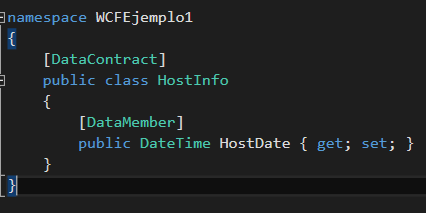 namespace WCFEjemplo1
{
[DataContract]
public class HostInfo
{
[DataMember]
public DateTime HostDate { get; set; }
}
}